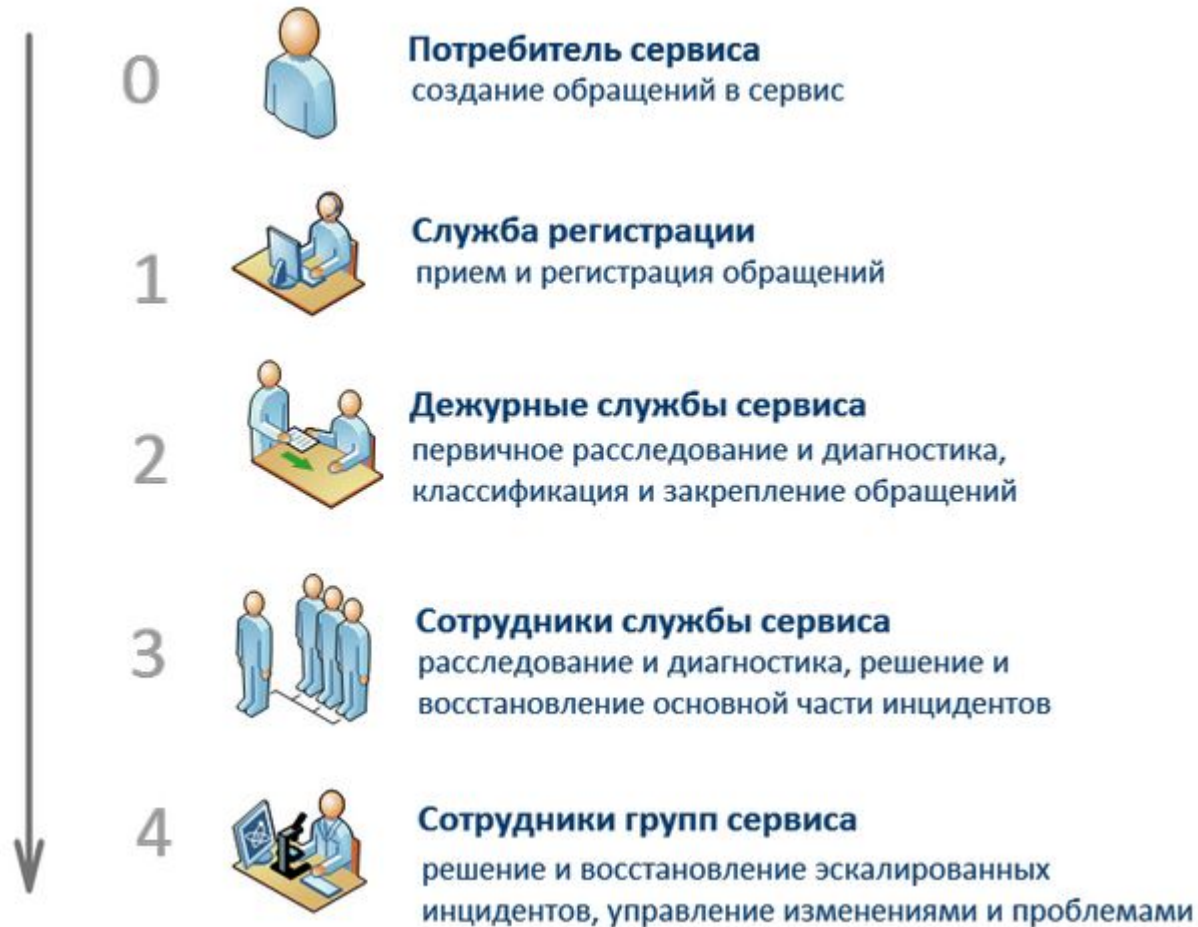 0
Потребитель сервиса
создание обращений в сервис
1
Служба регистрации
прием и регистрация обращений
2
Дежурные службы сервиса
первичное расследование и диагностика,
классификация и закрепление обращений
3
Сотрудники службы сервиса
расследование и диагностика, решение и
восстановление основной части инцидентов
4
Сотрудники групп сервиса
решение и восстановление эскалированных
инцидентов, управление изменениями и проблемами